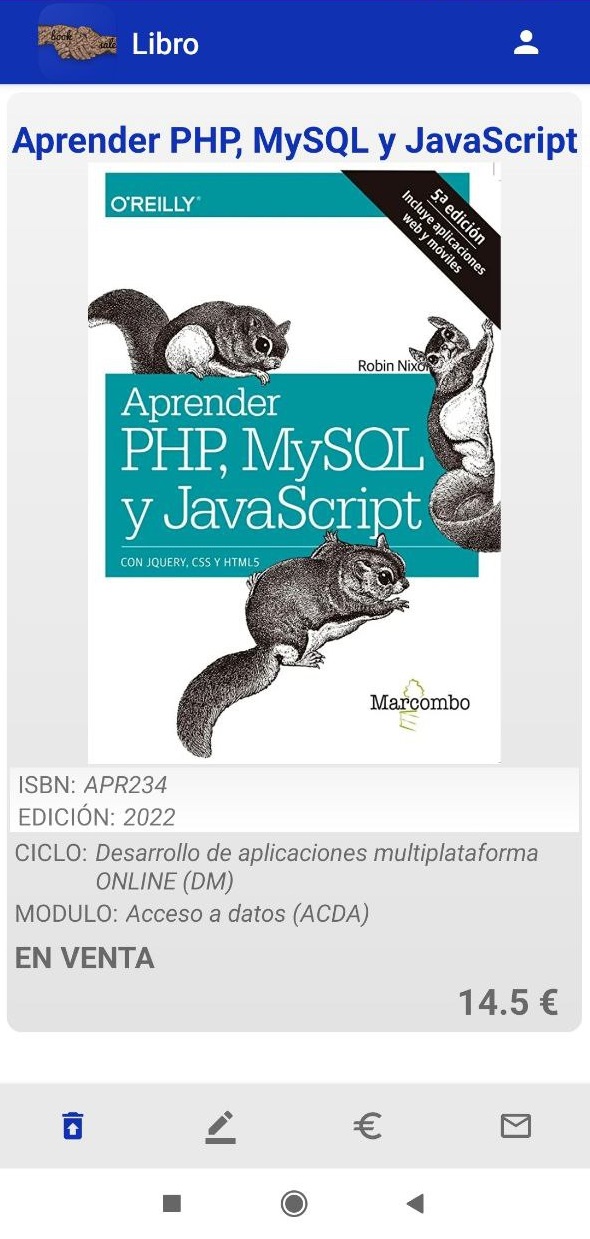 book
sale
Libro
Aprender PHP, MySQL y JavaScript
O'REILLY®
5ª edición
Incluye aplicaciones
web y móviles
Robin Nixon
Aprender
PHP, MySQL
y JavaScript
CON JQUERY, CSS Y HTML5
Marcombo
ISBN: APR234
EDICIÓN: 2022
CICLO: Desarrollo de aplicaciones multiplataforma
ONLINE (DM)
MODULO: Acceso a datos (ACDA)
EN VENTA
14.5 €